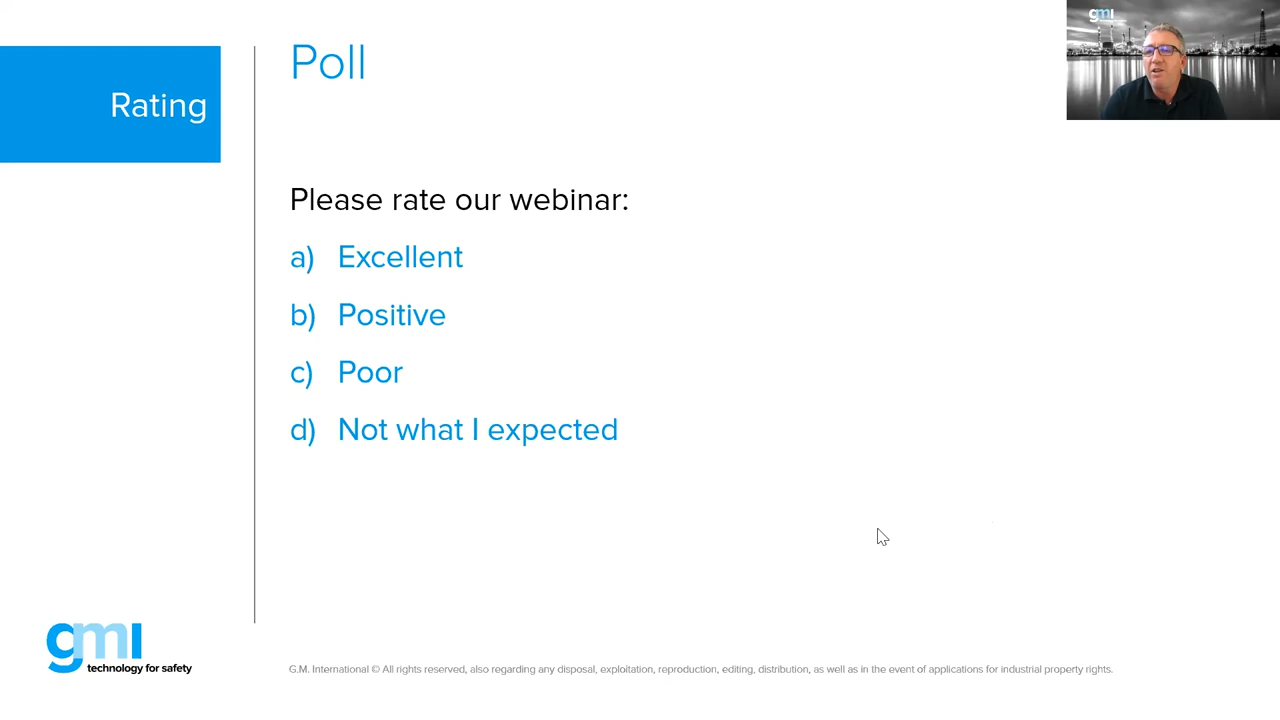 Poll
gmi
Rating
Please rate our webinar:
a) Excellent
b) Positive
c) Poor
d) Not what I expected
gmi
technology for safety
G.M. International © All rights reserved, also regarding any disposal, exploitation, reproduction, editing, distribution, as well as in the event of applications for industrial property rights.